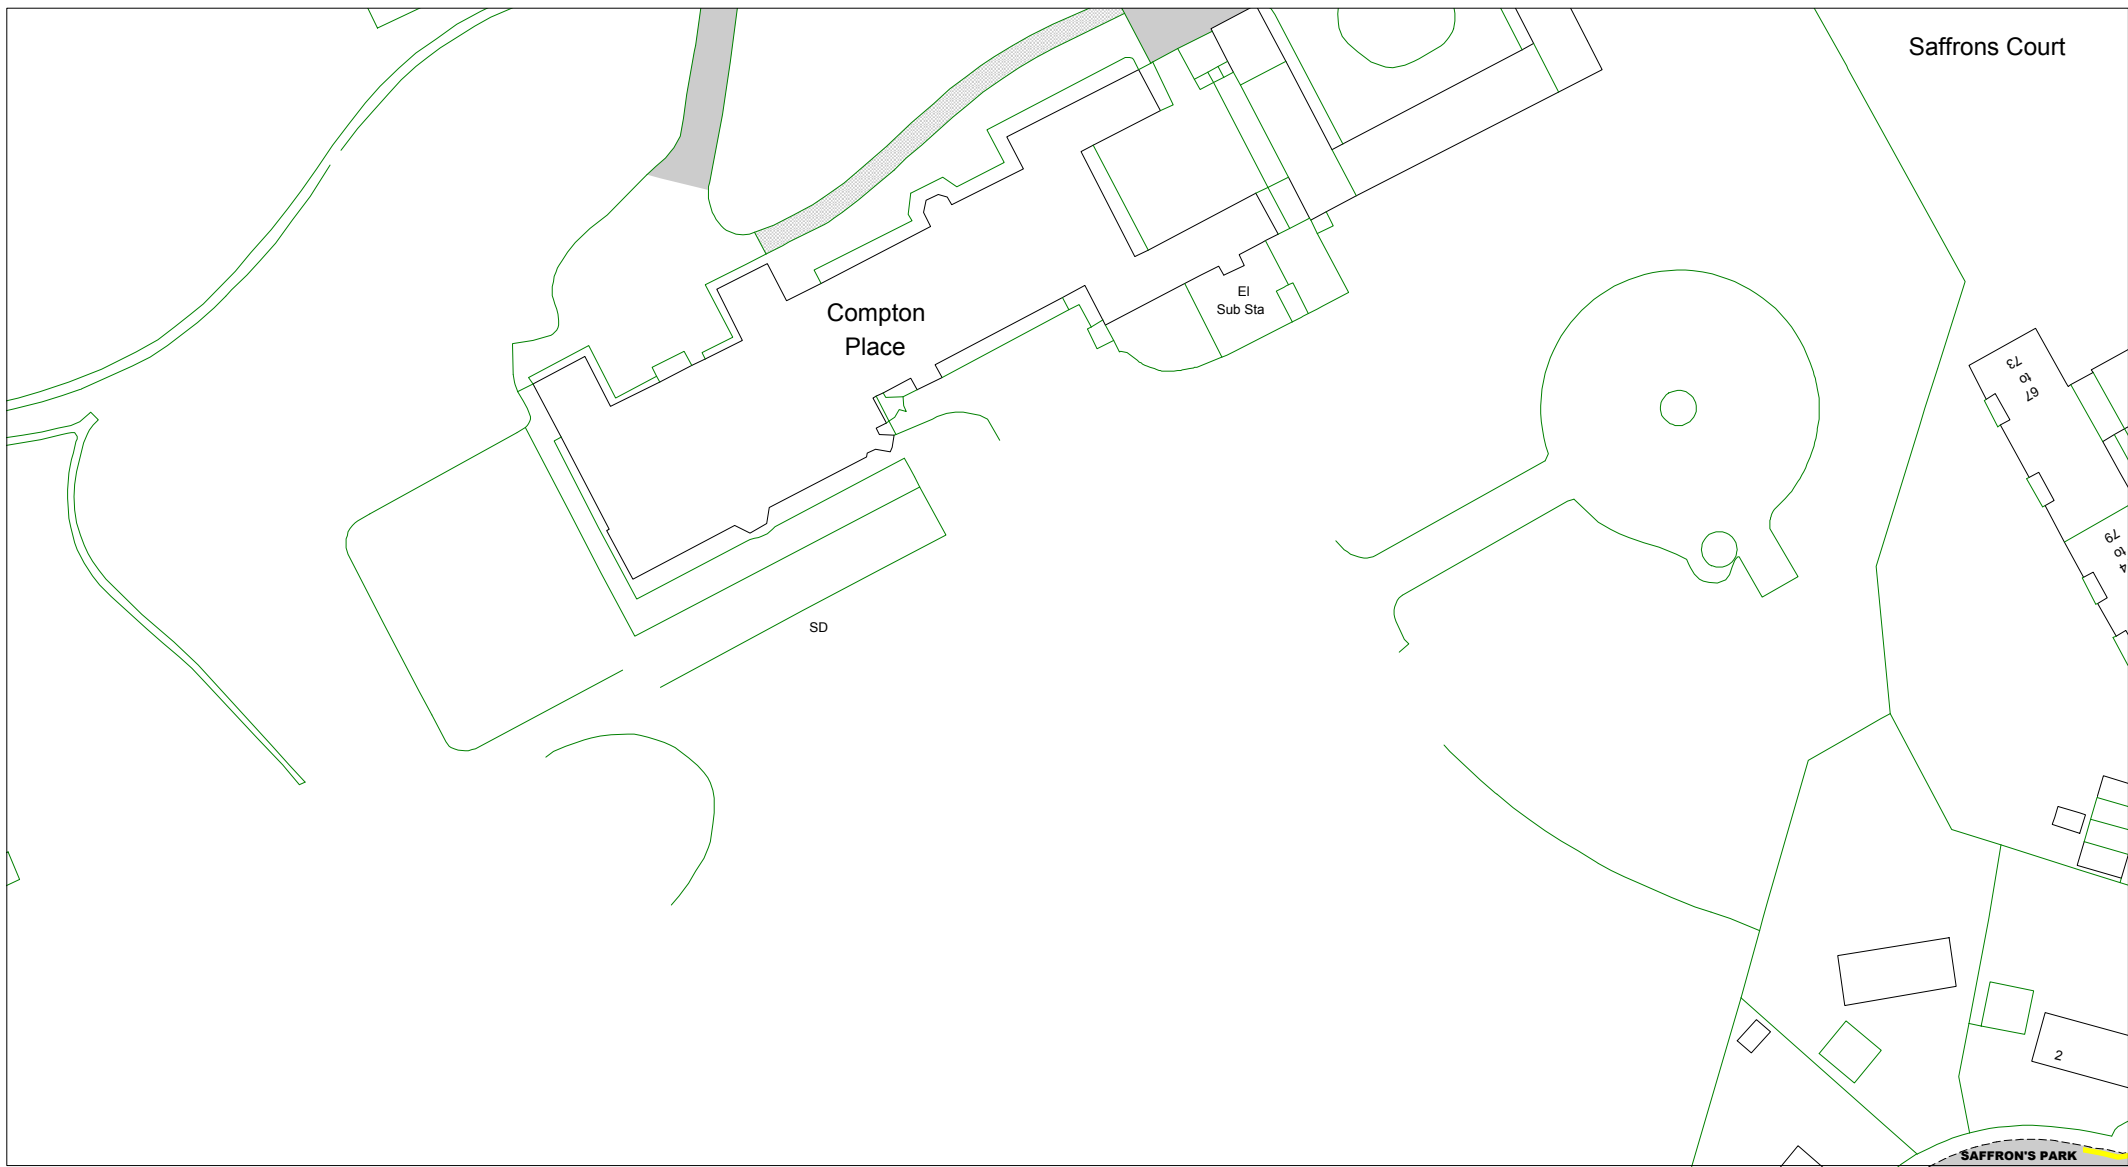 Saffrons Court
El
Sub Sta
Compton
Place
67
to
73
79
to
SD
2
SAFFRON'S PARK